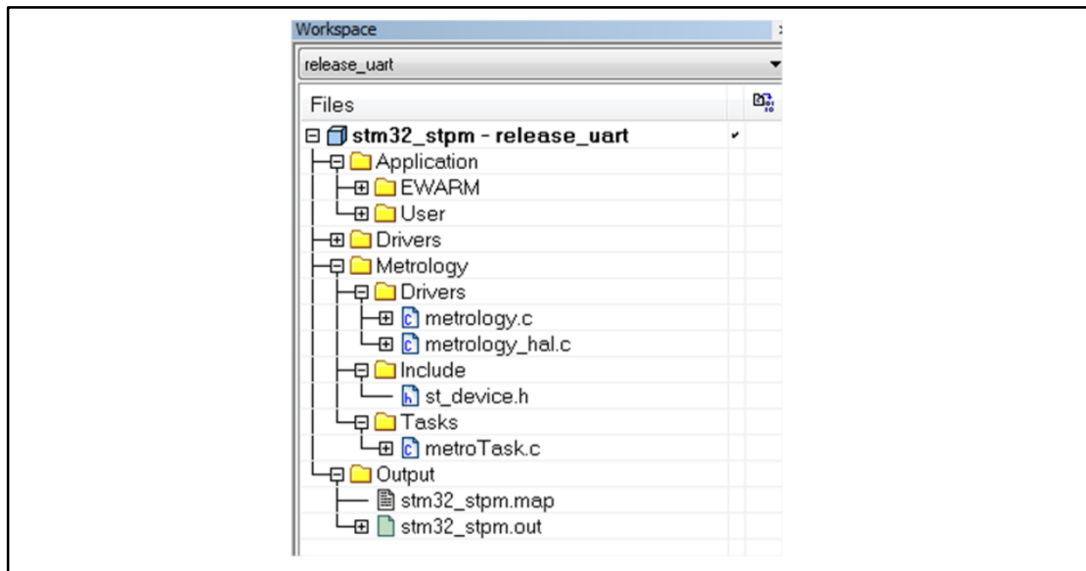 Workspace
release_uart
Files
stm32_stpm - release_uart
Application
EWARM
User
Drivers
Metrology
Drivers
metrology.c
metrology_hal.c
Include
st_device.h
Tasks
metroTask.c
Output
stm32_stpm.map
stm32_stpm.out